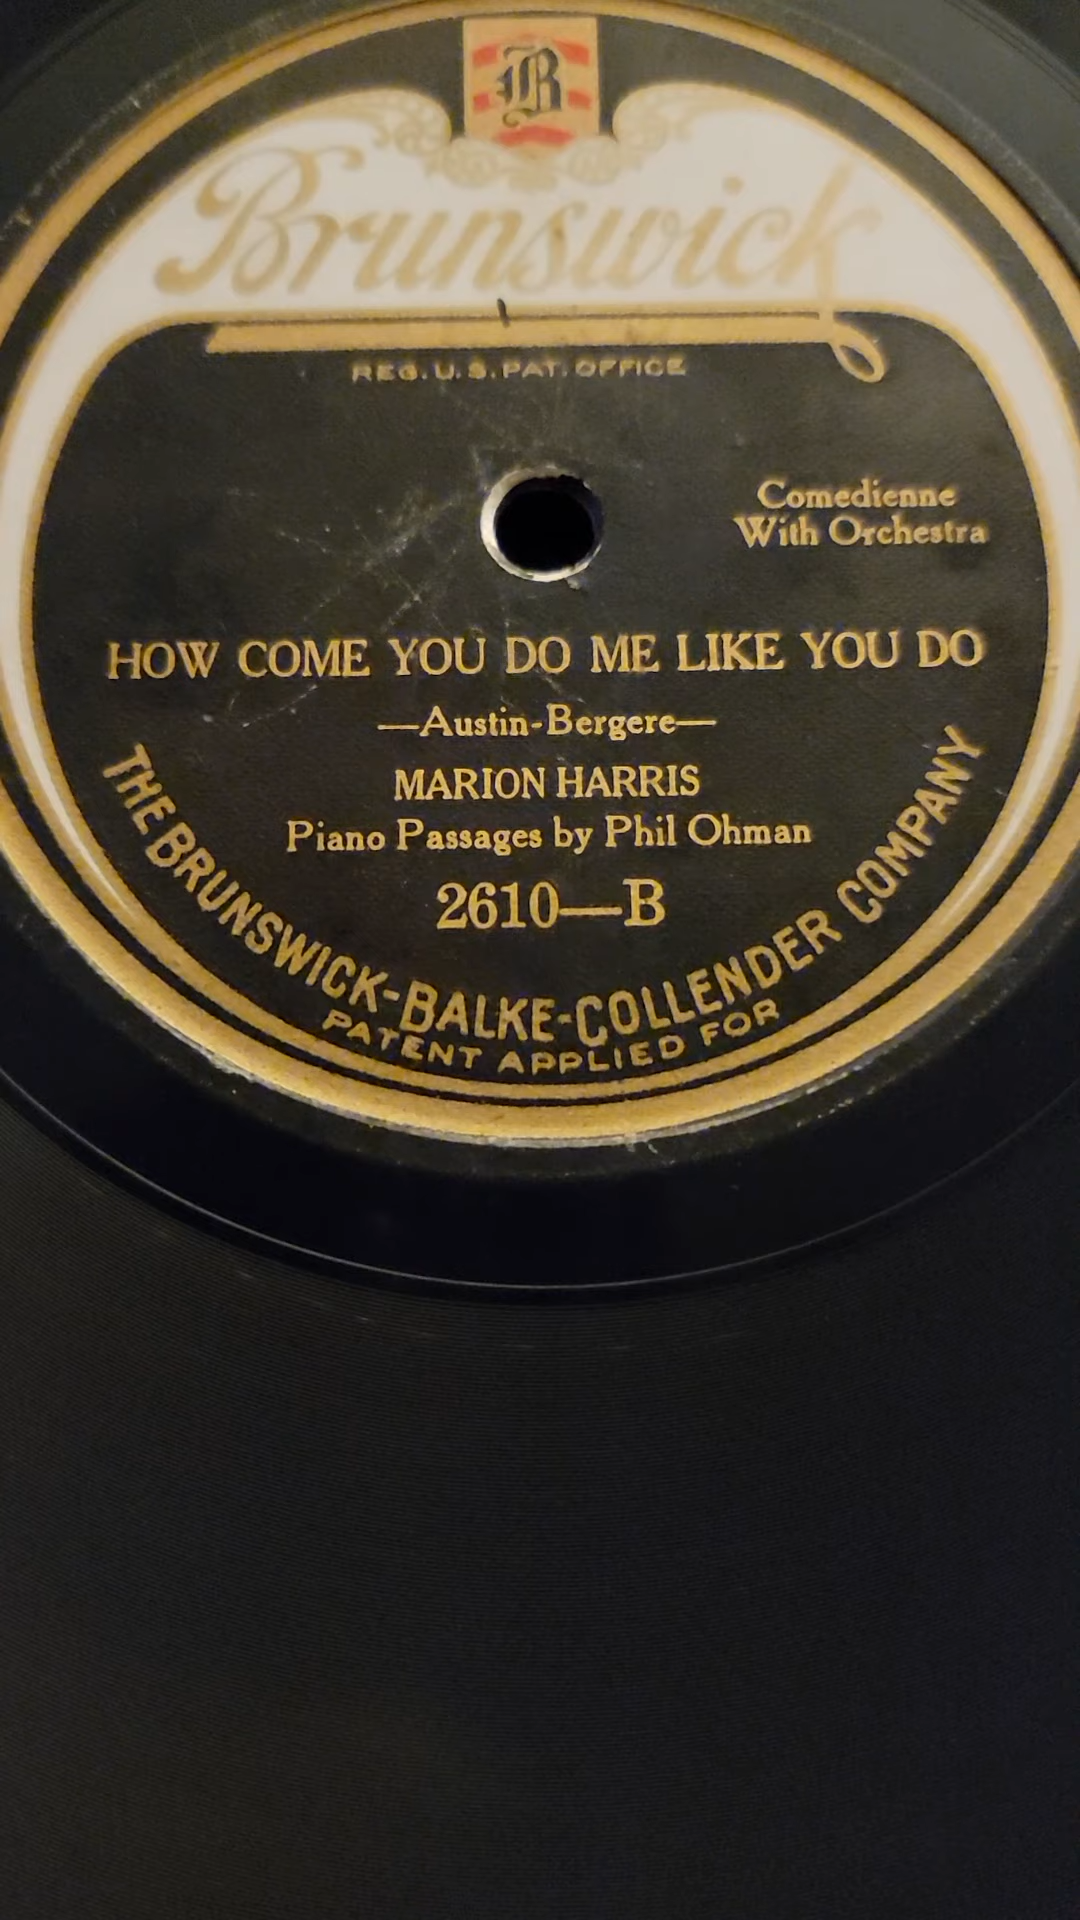 B
Brunswick
REG. U.S. PAT. OFFICE
Comedienne
With Orchestra
HOW COME YOU DO ME LIKE YOU DO
—Austin-Bergere—
MARION HARRIS
Piano Passages by Phil Ohman
2610—B
THE BRUNSWICK-BALKE-COLLENDER COMPANY
PATENT APPLIED FOR